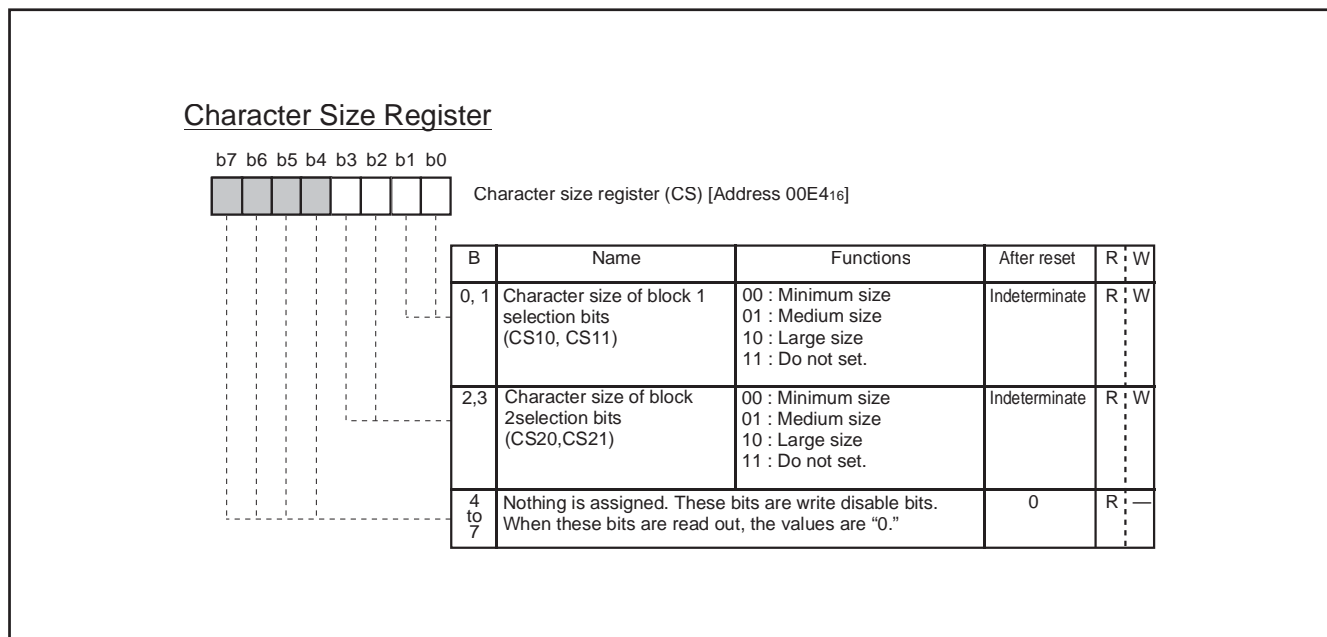 Character Size Register
b7 b6 b5 b4 b3 b2 b1 b0
Character size register (CS) [Address 00E416]
B Name Functions After reset R W
0, 1 Character size of block 1 00 : Minimum size Indeterminate R W
selection bits 01 : Medium size
(CS10, CS11) 10 : Large size
11 : Do not set.
2,3 Character size of block 00 : Minimum size Indeterminate R W
2selection bits 01 : Medium size
(CS20,CS21) 10 : Large size
11 : Do not set.
4 to 7 Nothing is assigned. These bits are write disable bits. 0 R —
When these bits are read out, the values are “0.”